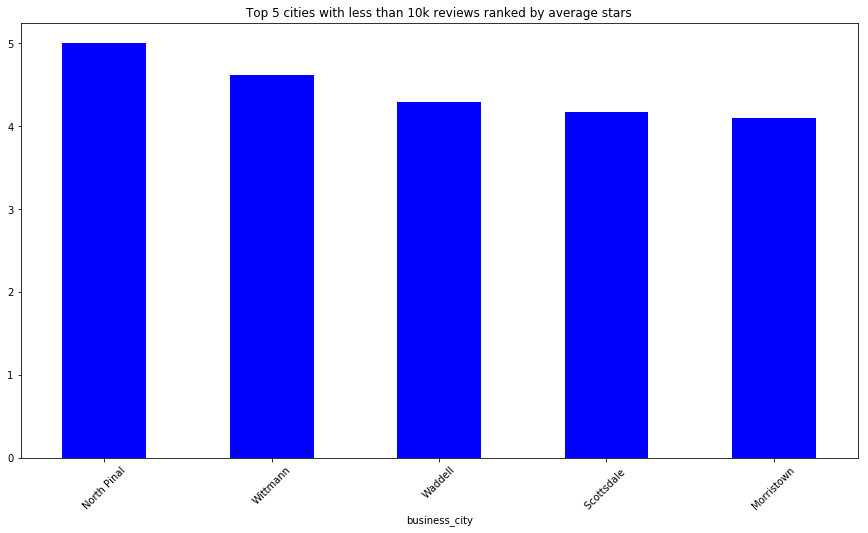 Top 5 cities with less than 10k reviews ranked by average stars
5
4
3
2
1
0
North Pinal
Wittmann
Waddell
Scottsdale
Morristown
business_city